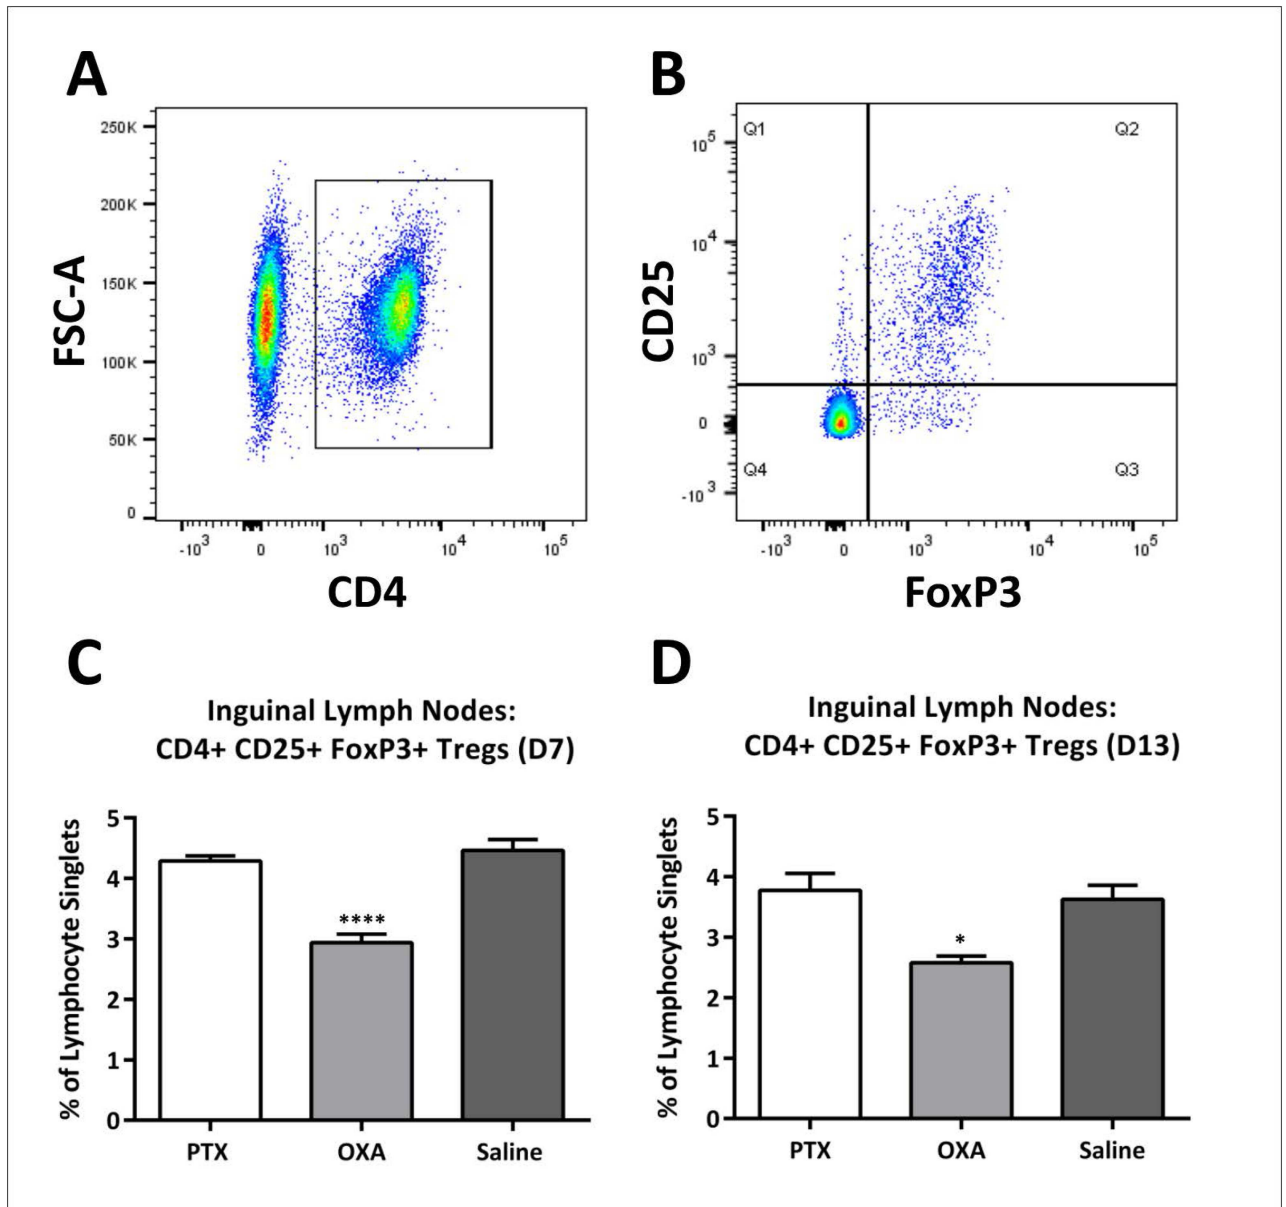 A
250K
200K
150K
100K
50K
0
FSC-A
-10³ 0 10³ 10⁴ 10⁵
CD4
B
Q1 Q2
10⁵
10⁴
10³
0
-10³
Q4 Q3
CD25
-10³ 0 10³ 10⁴ 10⁵
FoxP3
C
Inguinal Lymph Nodes:
CD4+ CD25+ FoxP3+ Tregs (D7)
5
4
3
2
1
0
% of Lymphocyte Singlets
****
PTX OXA Saline
D
Inguinal Lymph Nodes:
CD4+ CD25+ FoxP3+ Tregs (D13)
5
4
3
2
1
0
% of Lymphocyte Singlets
*
PTX OXA Saline